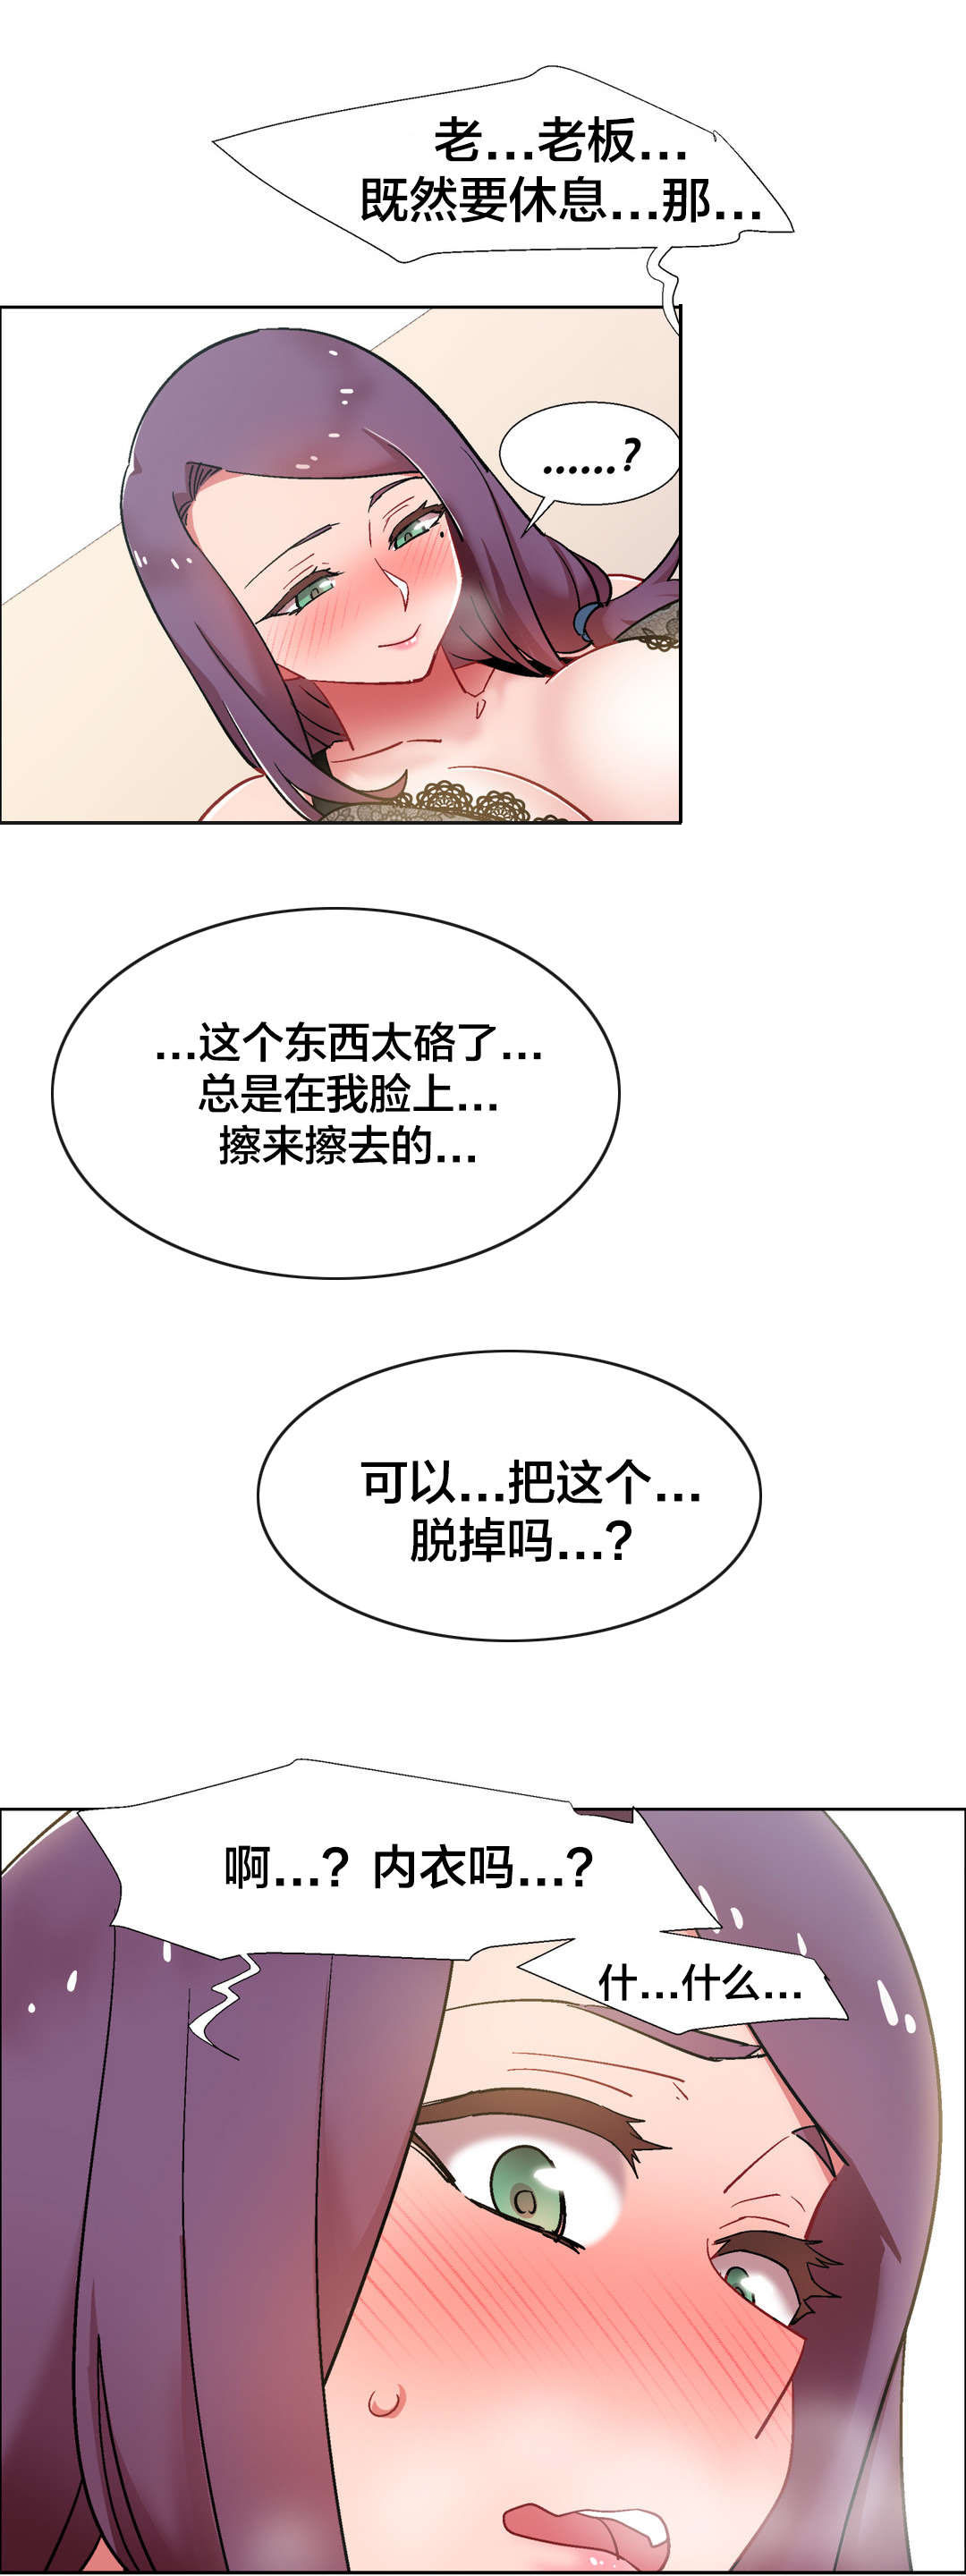 老…老板…
既然要休息…那…
……?
…这个东西太硌了…
总是在我脸上…
擦来擦去的…
可以…把这个…
脱掉吗…?
啊…? 内衣吗…?
什…什么…